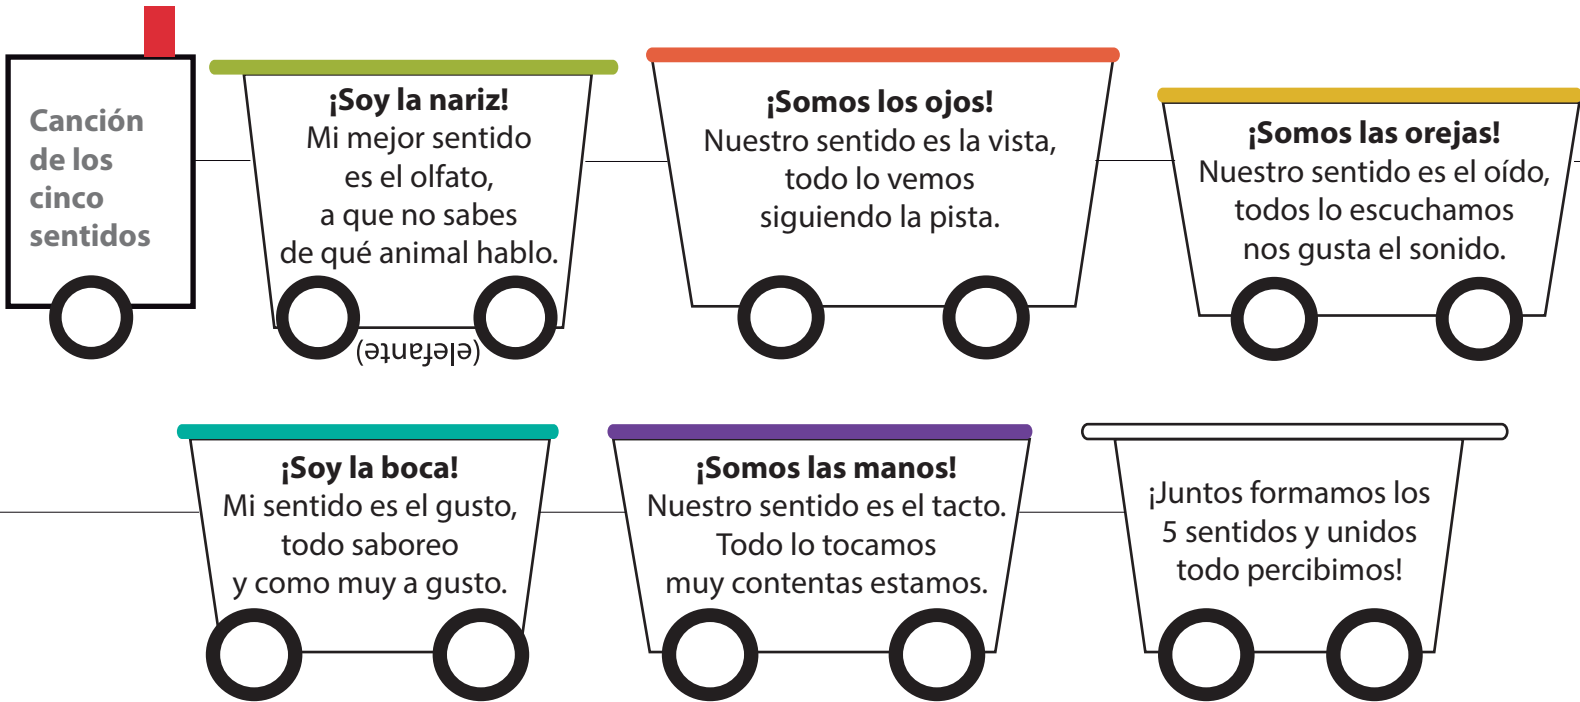 Canción
de los
cinco
sentidos
¡Soy la nariz!
Mi mejor sentido
es el olfato,
a que no sabes
de qué animal hablo.
(elefante)
¡Somos los ojos!
Nuestro sentido es la vista,
todo lo vemos
siguiendo la pista.
¡Somos las orejas!
Nuestro sentido es el oído,
todos lo escuchamos
nos gusta el sonido.
¡Soy la boca!
Mi sentido es el gusto,
todo saboreo
y como muy a gusto.
¡Somos las manos!
Nuestro sentido es el tacto.
Todo lo tocamos
muy contentas estamos.
¡Juntos formamos los
5 sentidos y unidos
todo percibimos!